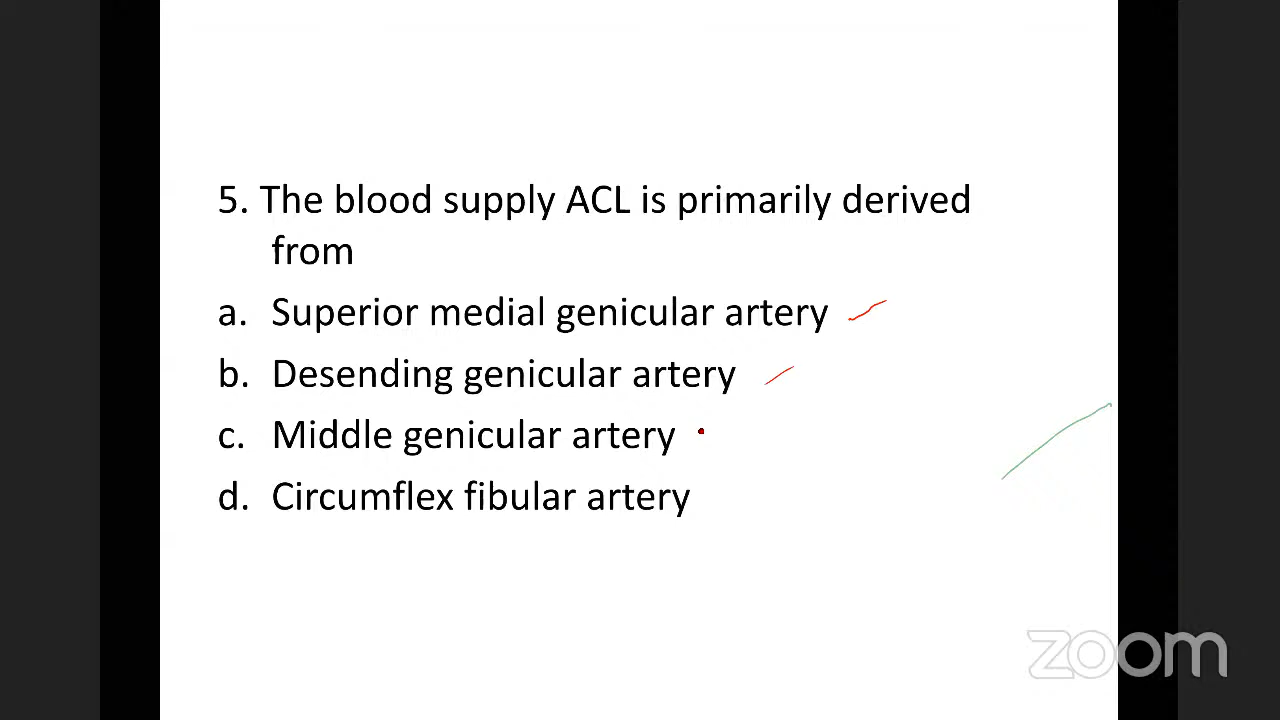 5. The blood supply ACL is primarily derived
from
a. Superior medial genicular artery
b. Desending genicular artery
c. Middle genicular artery
d. Circumflex fibular artery
zoom